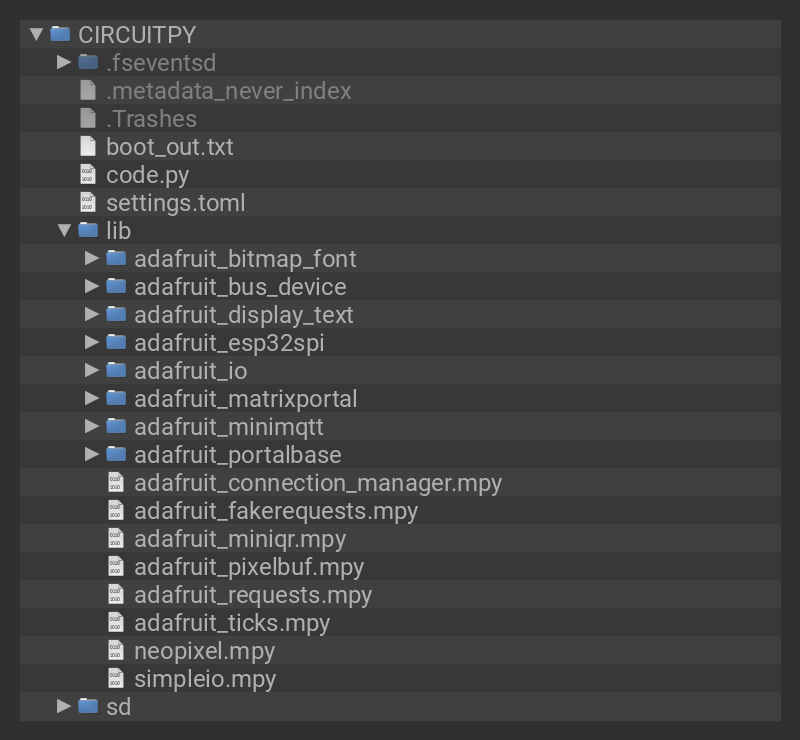 CIRCUITPY
.fseventsd
.metadata_never_index
.Trashes
boot_out.txt
code.py
settings.toml
lib
adafruit_bitmap_font
adafruit_bus_device
adafruit_display_text
adafruit_esp32spi
adafruit_io
adafruit_matrixportal
adafruit_minimqtt
adafruit_portalbase
adafruit_connection_manager.mpy
adafruit_fakerequests.mpy
adafruit_miniqr.mpy
adafruit_pixelbuf.mpy
adafruit_requests.mpy
adafruit_ticks.mpy
neopixel.mpy
simpleio.mpy
sd